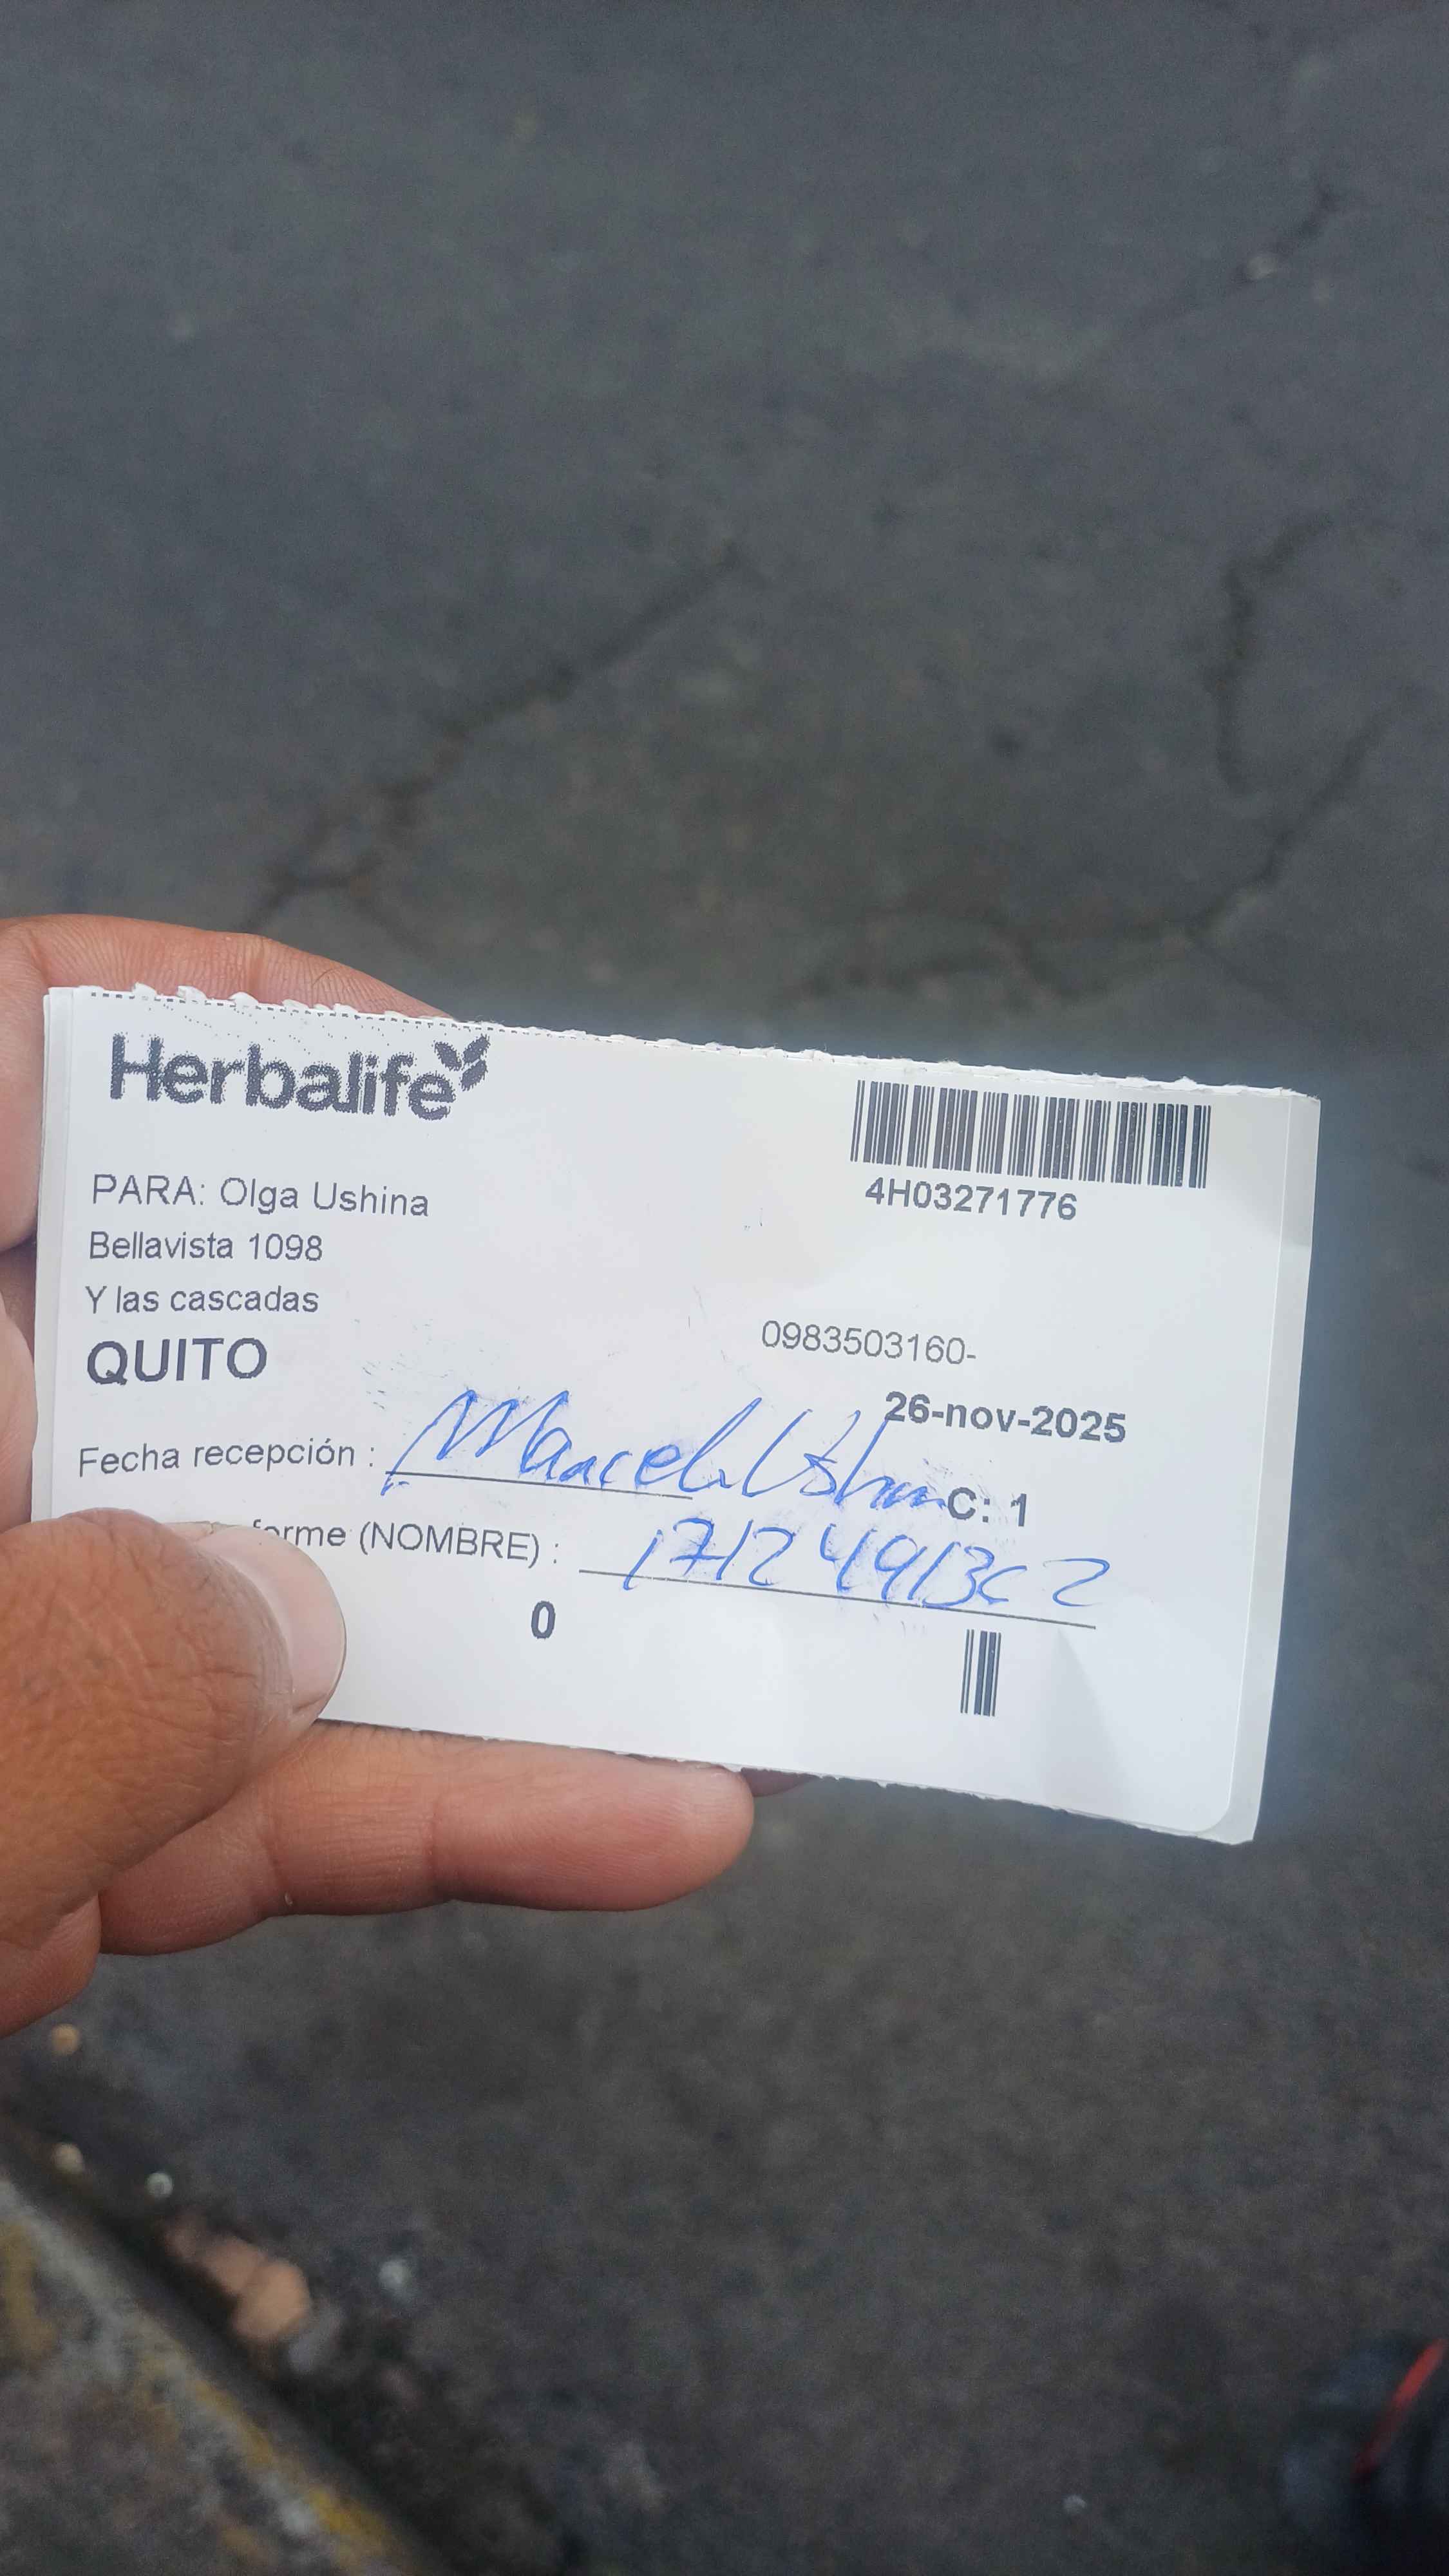 Herbalife
4H03271776
PARA: Olga Ushina
Bellavista 1098
Y las cascadas
QUITO
0983503160-
26-nov-2025
Fecha recepción :
C: 1
forme (NOMBRE) :
0